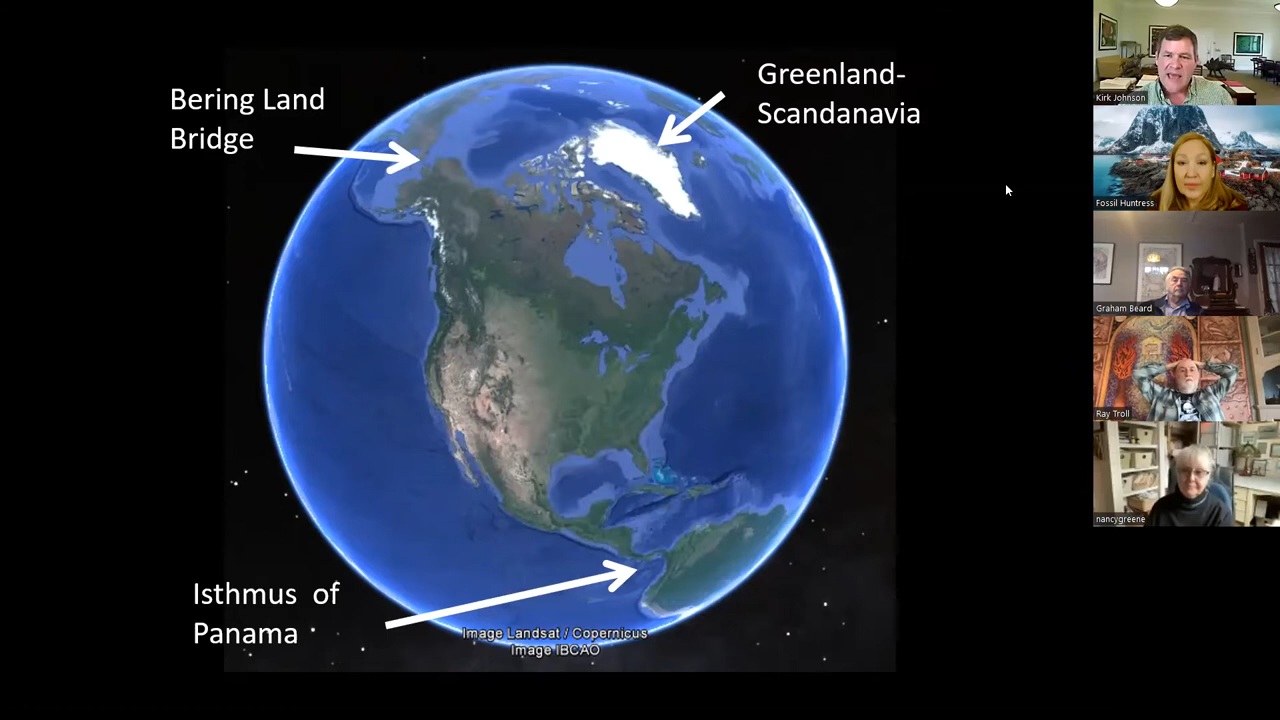 Bering Land
Bridge
Greenland-
Scandanavia
Isthmus of
Panama
Image Landsat / Copernicus
Image IBCAO
Kirk Johnson
Fossil Huntress
Graham Beard
Ray Troll
nancygreene